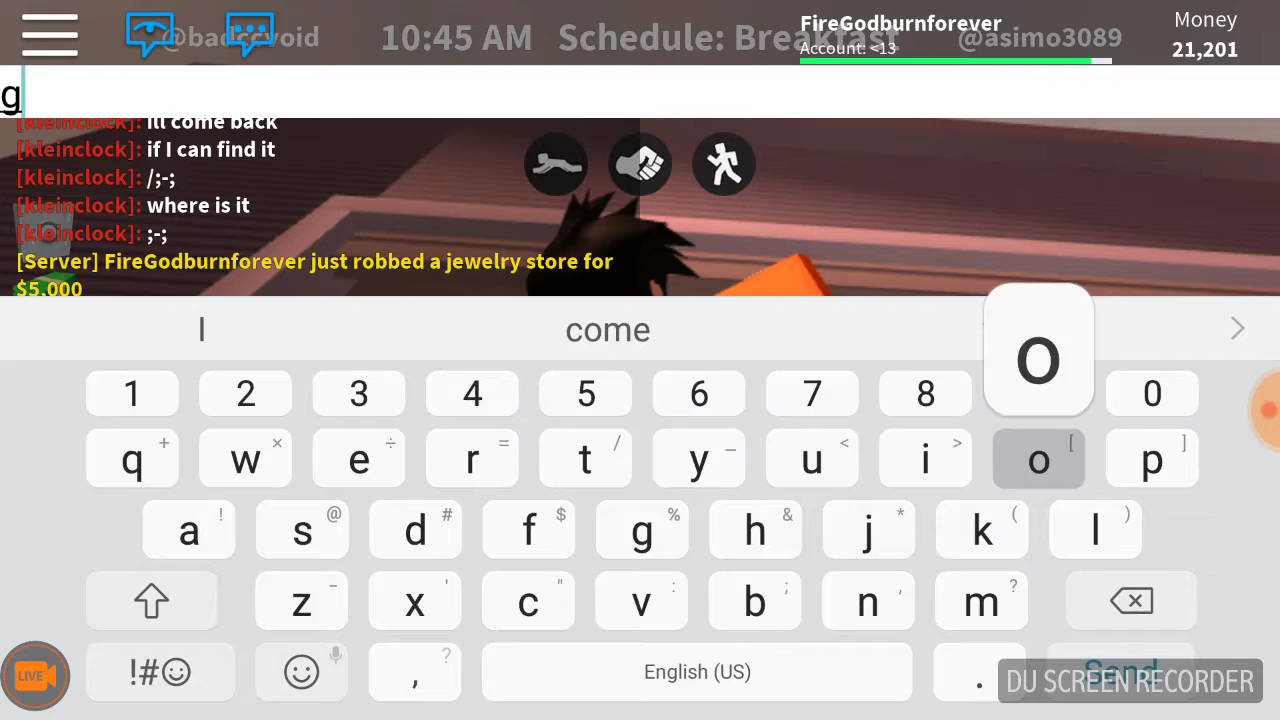 @badccvoid 10:45 AM Schedule: Breakfast @asimo3089
FireGodburnforever
Account: <13
Money
21,201
g
[kleinclock]: ill come back
[kleinclock]: if I can find it
[kleinclock]: /;-;
[kleinclock]: where is it
[kleinclock]: ;-;
[Server] FireGodburnforever just robbed a jewelry store for
$5,000
I come
o
1 2 3 4 5 6 7 8 0
q + w × e ÷ r = t / y _ u < i > o [ p ]
a ! s @ d # f $ g % h & j * k ( l )
z - x ' c " v : b ; n , m ?
!#☺ , ? English (US) . Send
LIVE
DU SCREEN RECORDER